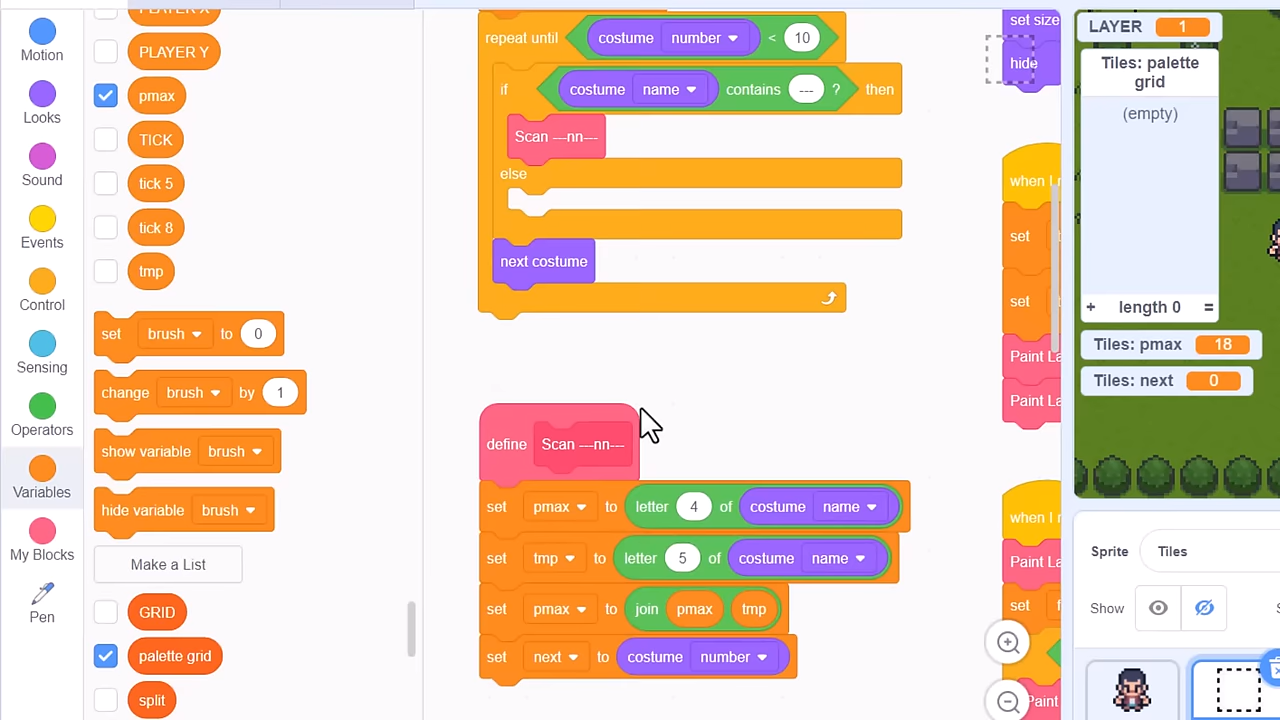 PLAYER X
PLAYER Y
pmax
TICK
tick 5
tick 8
tmp
set brush to 0
change brush by 1
show variable brush
hide variable brush
Make a List
GRID
palette grid
split
Motion
Looks
Sound
Events
Control
Sensing
Operators
Variables
My Blocks
Pen
repeat until costume number < 10
if costume name contains --- ? then
Scan ---nn---
else
next costume
define Scan ---nn---
set pmax to letter 4 of costume name
set tmp to letter 5 of costume name
set pmax to join pmax tmp
set next to costume number
set size
hide
when I
set
set
Paint La
Paint La
when I
Paint
set
Paint
LAYER 1
Tiles: palette
grid
(empty)
+ length 0 =
Tiles: pmax 18
Tiles: next 0
Sprite Tiles
Show